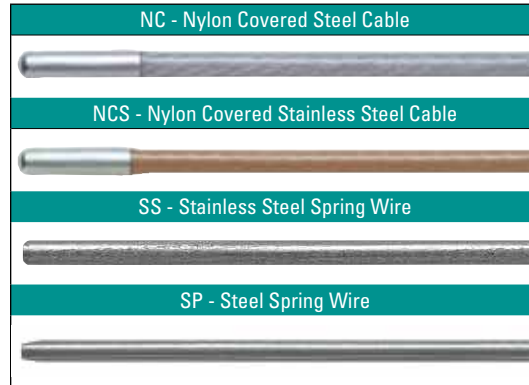 NC - Nylon Covered Steel Cable
NCS - Nylon Covered Stainless Steel Cable
SS - Stainless Steel Spring Wire
SP - Steel Spring Wire